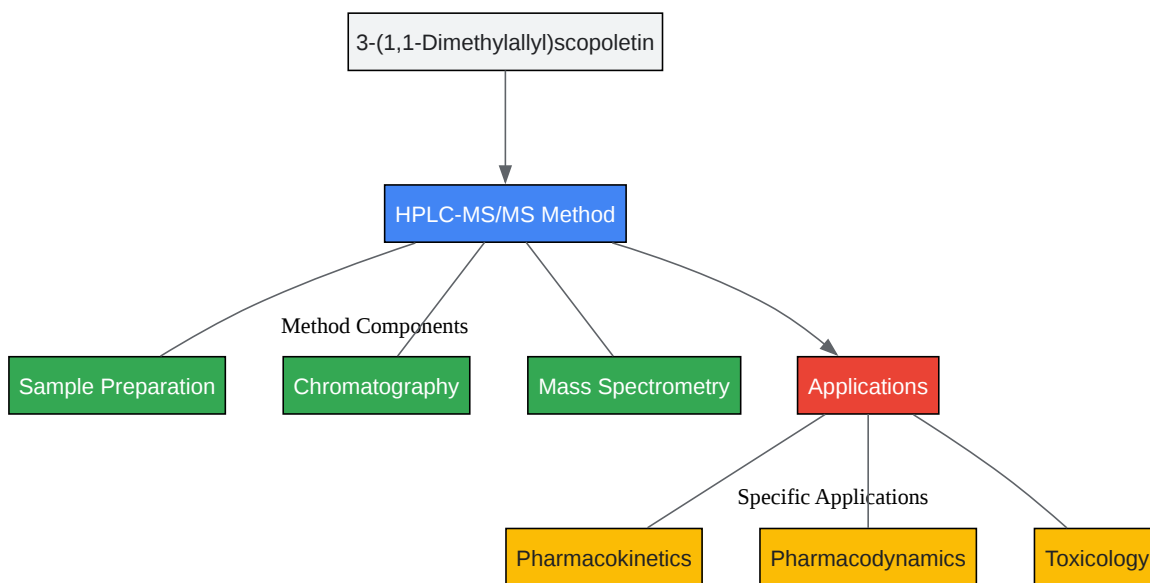 3-(1,1-Dimethylallyl)scopoletin
HPLC-MS/MS Method
Method Components
Sample Preparation
Chromatography
Mass Spectrometry
Applications
Specific Applications
Pharmacokinetics
Pharmacodynamics
Toxicology